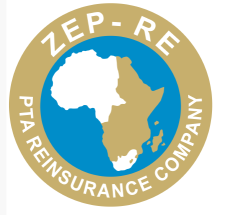 ZEP - RE
PTA REINSURANCE COMPANY